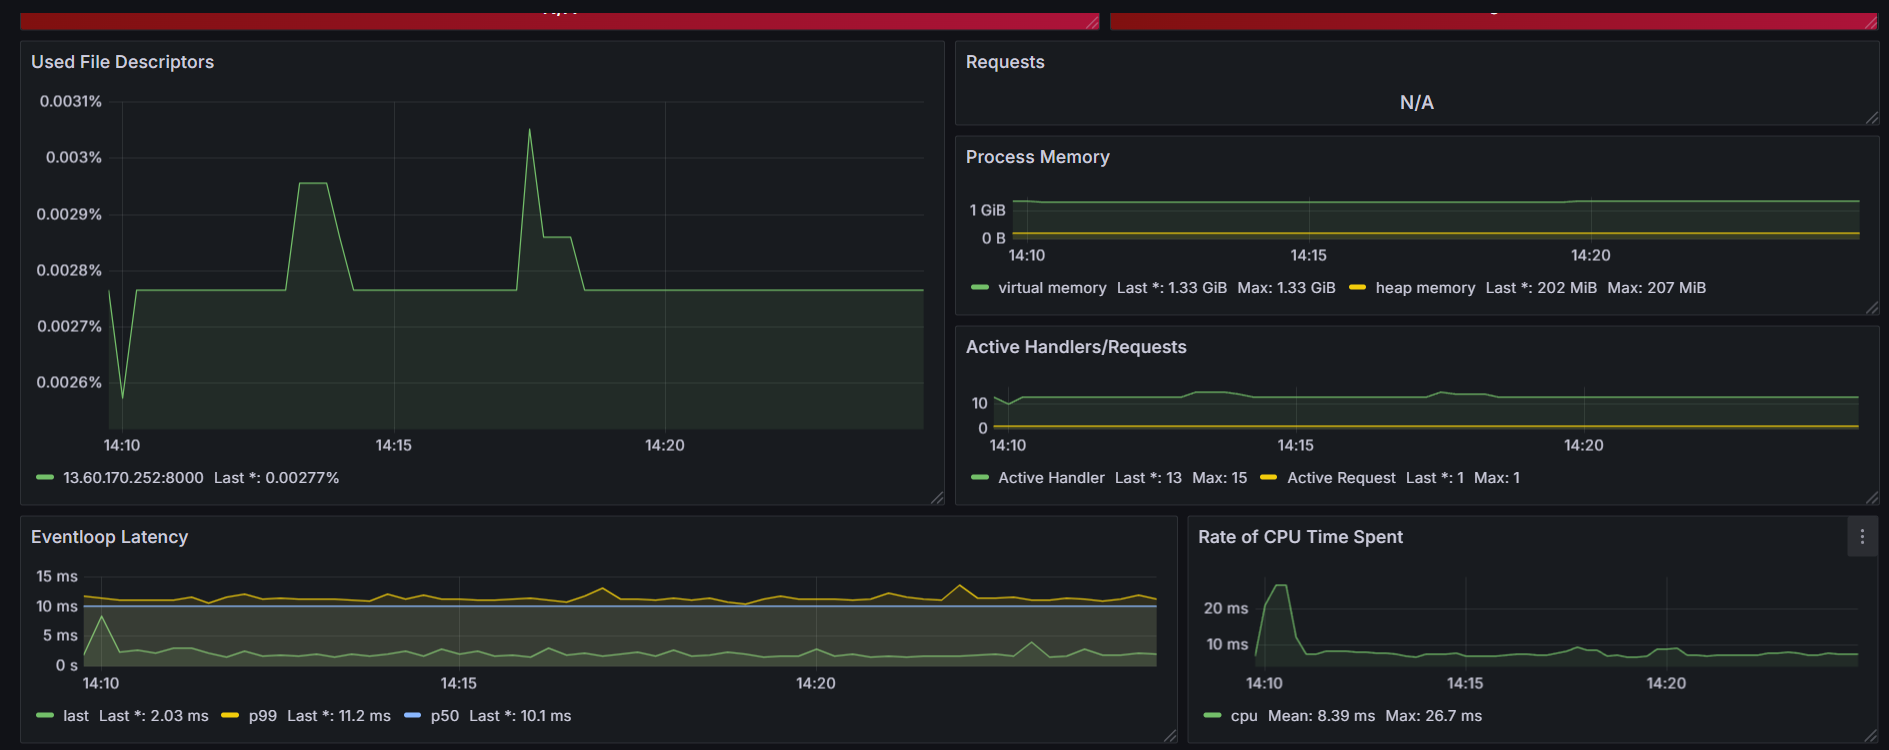 Used File Descriptors
0.0031%
0.003%
0.0029%
0.0028%
0.0027%
0.0026%
14:10 14:15 14:20
13.60.170.252:8000 Last *: 0.00277%
Requests
N/A
Process Memory
1 GiB
0 B
14:10 14:15 14:20
virtual memory Last *: 1.33 GiB Max: 1.33 GiB heap memory Last *: 202 MiB Max: 207 MiB
Active Handlers/Requests
10
0
14:10 14:15 14:20
Active Handler Last *: 13 Max: 15 Active Request Last *: 1 Max: 1
Eventloop Latency
15 ms
10 ms
5 ms
0 s
14:10 14:15 14:20
last Last *: 2.03 ms p99 Last *: 11.2 ms p50 Last *: 10.1 ms
Rate of CPU Time Spent
20 ms
10 ms
14:10 14:15 14:20
cpu Mean: 8.39 ms Max: 26.7 ms